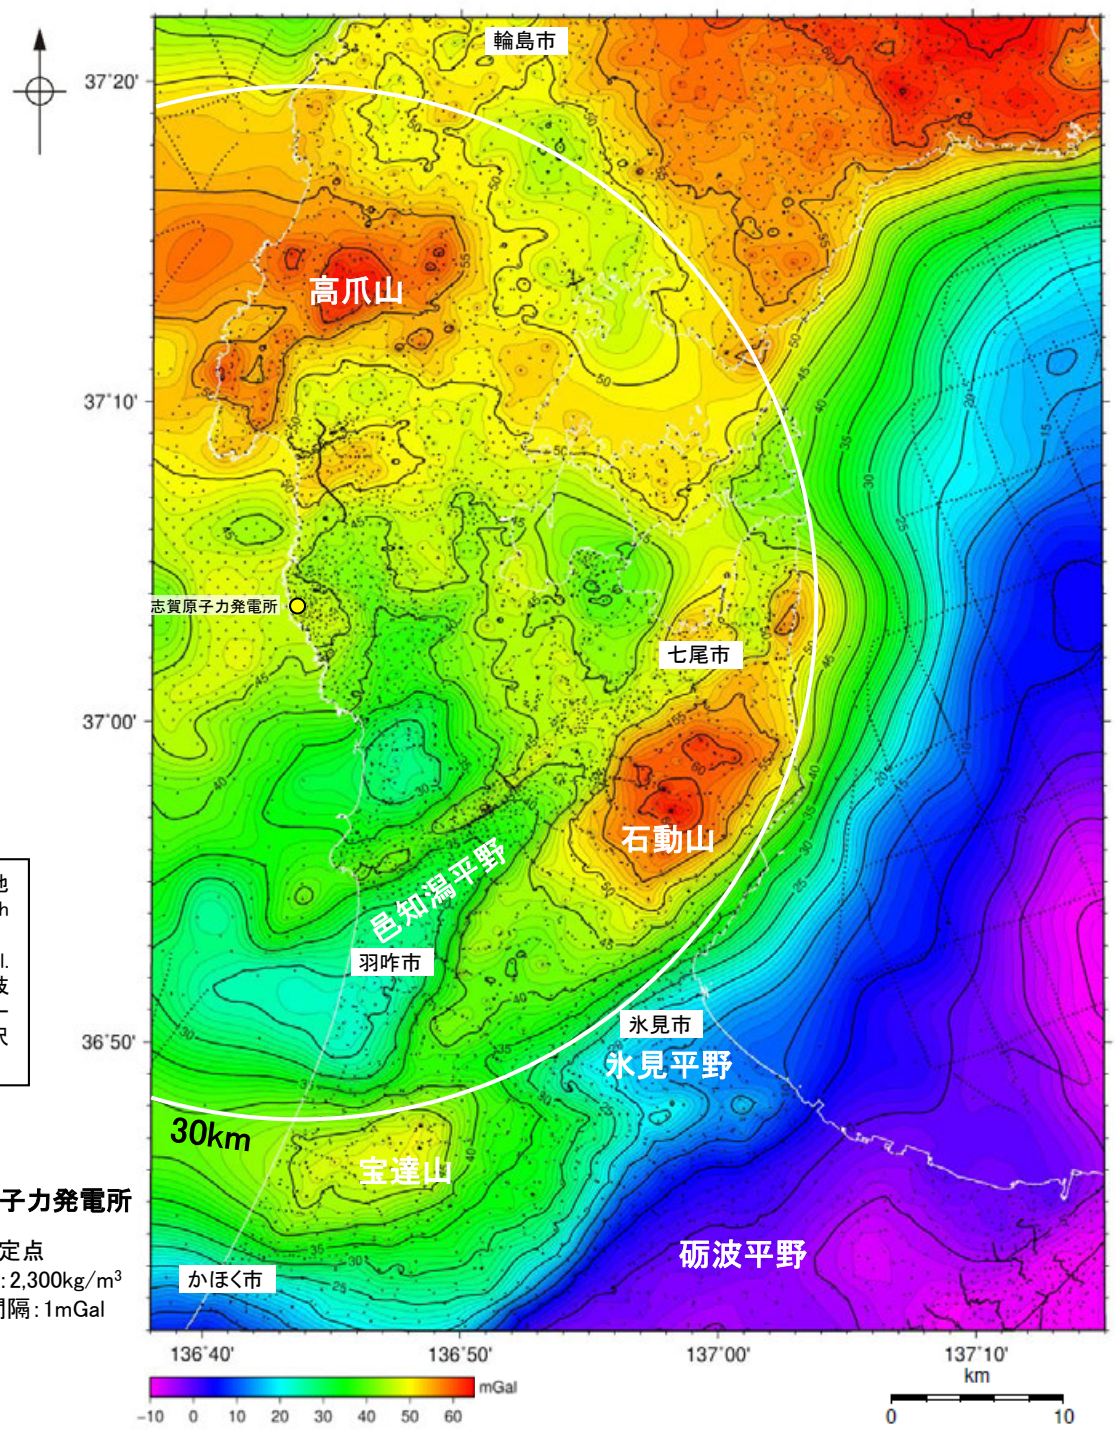 輪島市
37°20'
高爪山
37°10'
志賀原子力発電所
七尾市
37°00'
石動山
邑知潟平野
羽咋市
氷見市
36°50'
氷見平野
30km
宝達山
砺波平野
かほく市
地
h
l.
ー
子力発電所
定点
:2,300kg/m³
間隔:1mGal
136°40'
136°50'
137°00'
137°10'
mGal
-10 0 10 20 30 40 50 60
km
0 10